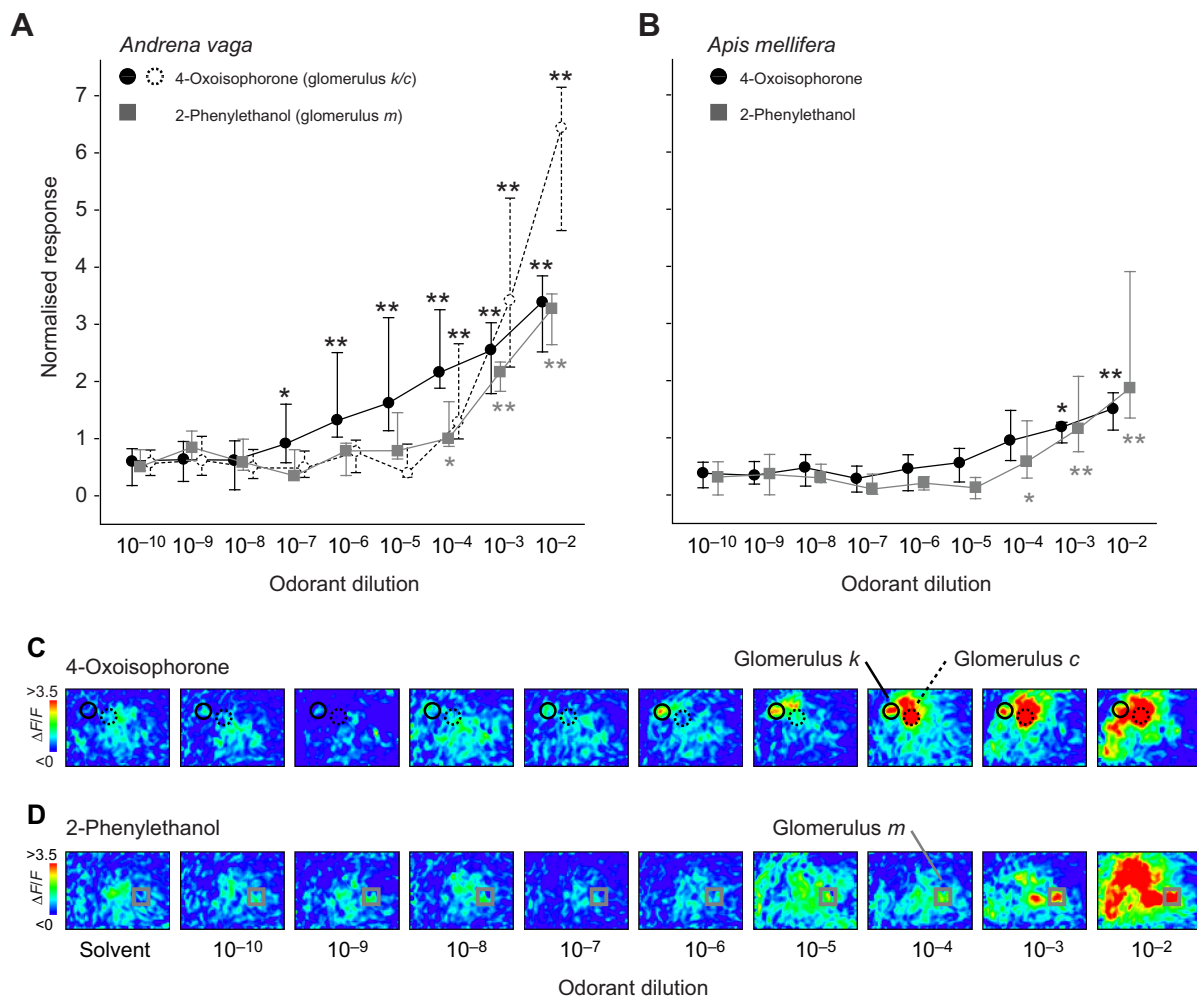 A
Andrena vaga
4-Oxoisophorone (glomerulus k/c)
2-Phenylethanol (glomerulus m)
Normalised response
7
6
5
4
3
2
1
0
** ** ** ** ** ** ** ** *
** ** *
10–10 10–9 10–8 10–7 10–6 10–5 10–4 10–3 10–2
Odorant dilution
B
Apis mellifera
4-Oxoisophorone
2-Phenylethanol
* **
* ** **
10–10 10–9 10–8 10–7 10–6 10–5 10–4 10–3 10–2
Odorant dilution
C
4-Oxoisophorone
Glomerulus k
Glomerulus c
>3.5
ΔF/F
<0
D
2-Phenylethanol
Glomerulus m
>3.5
ΔF/F
<0
Solvent 10–10 10–9 10–8 10–7 10–6 10–5 10–4 10–3 10–2
Odorant dilution